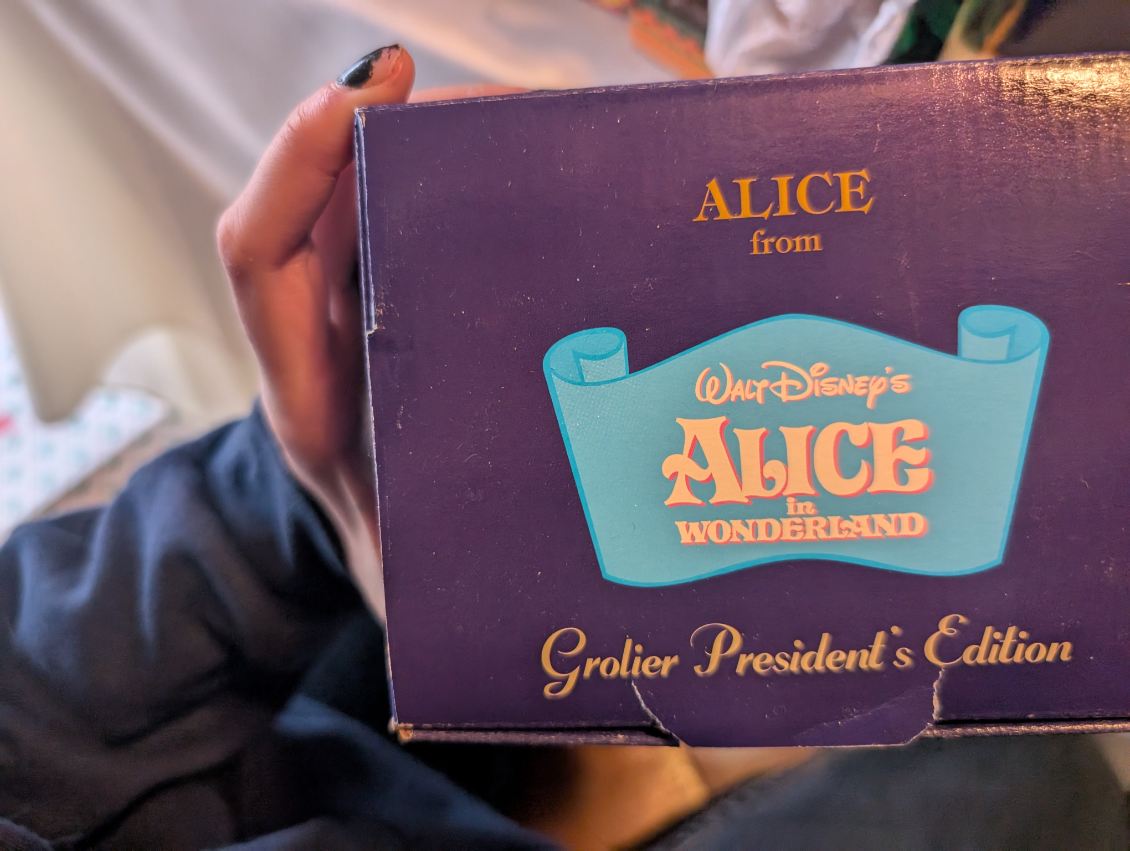 ALICE
from
WALT DISNEY'S
ALICE
in
WONDERLAND
Grolier President's Edition